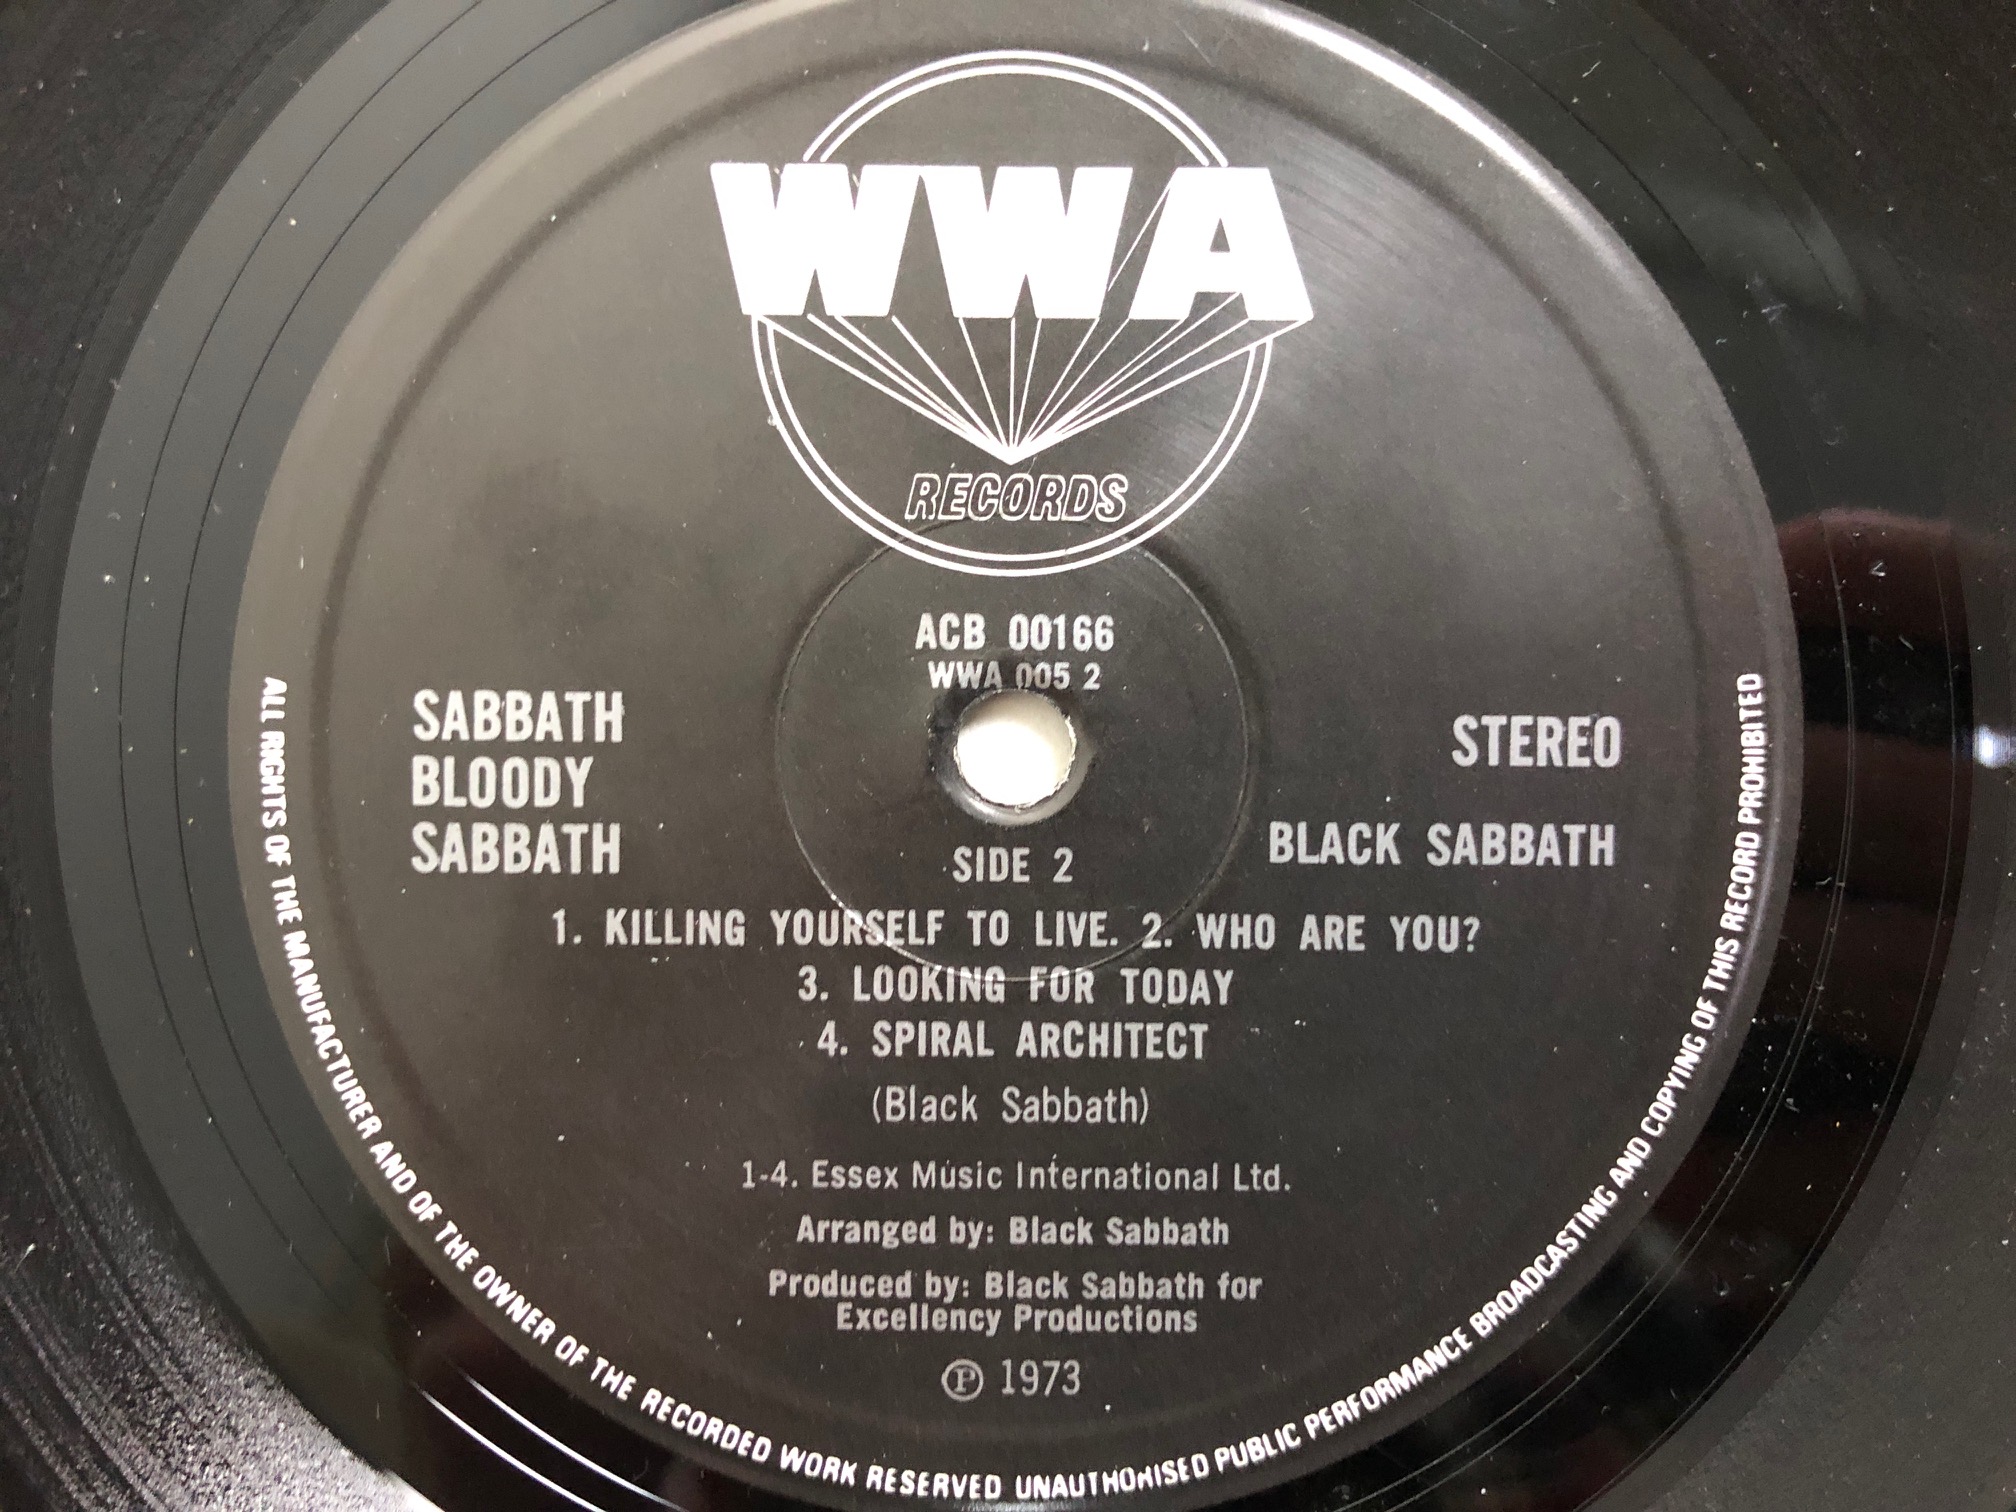 WWA
RECORDS
ACB 00166
WWA 005 2
SABBATH
BLOODY
SABBATH
STEREO
BLACK SABBATH
SIDE 2
1. KILLING YOURSELF TO LIVE. 2. WHO ARE YOU?
3. LOOKING FOR TODAY
4. SPIRAL ARCHITECT
(Black Sabbath)
1-4. Essex Music International Ltd.
Arranged by: Black Sabbath
Produced by: Black Sabbath for
Excellency Productions
℗ 1973
ALL RIGHTS OF THE MANUFACTURER AND OF THE OWNER OF THE RECORDED WORK RESERVED UNAUTHORISED PUBLIC PERFORMANCE BROADCASTING AND COPYING OF THIS RECORD PROHIBITED